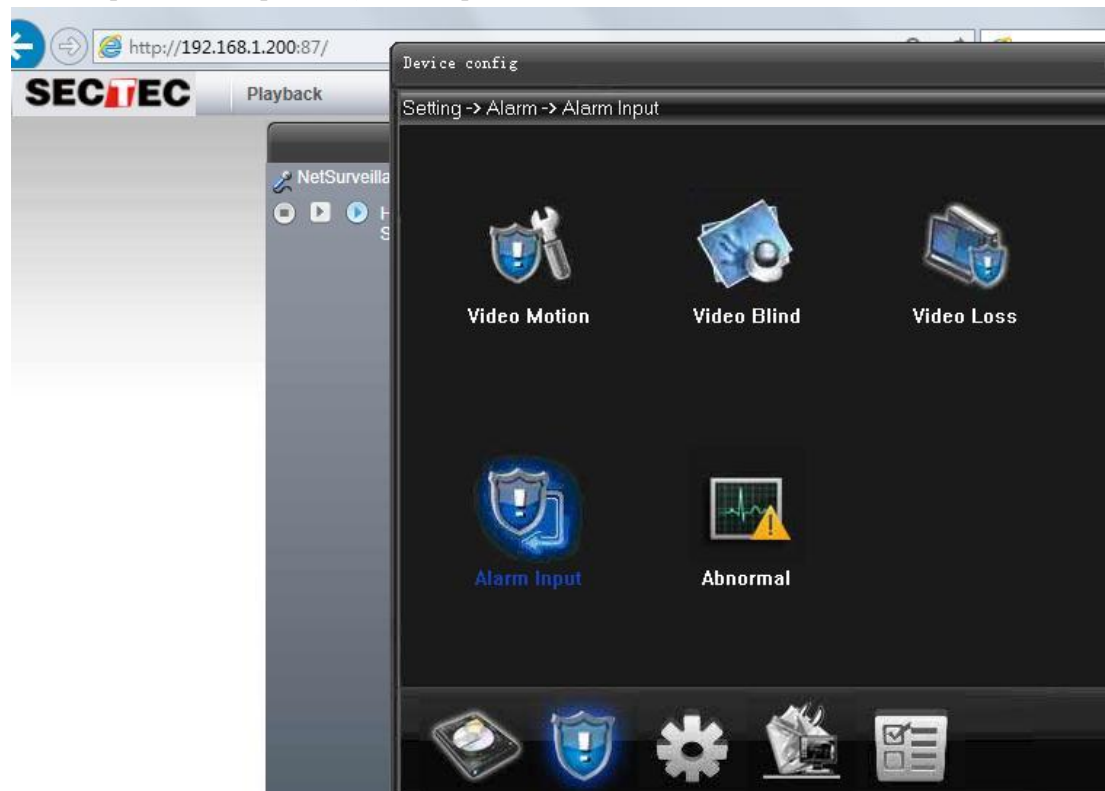 http://192.168.1.200:87/
SECTEC
Playback
Device config
Setting -> Alarm -> Alarm Input
NetSurveilla
H
S
Video Motion
Video Blind
Video Loss
Alarm Input
Abnormal